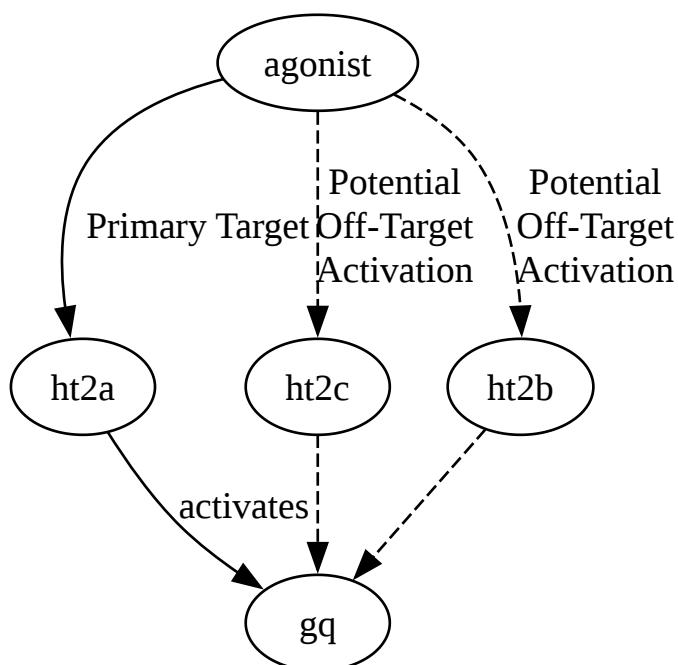 agonist
Primary Target
Potential
Off-Target
Activation
Potential
Off-Target
Activation
ht2a
ht2c
ht2b
activates
gq